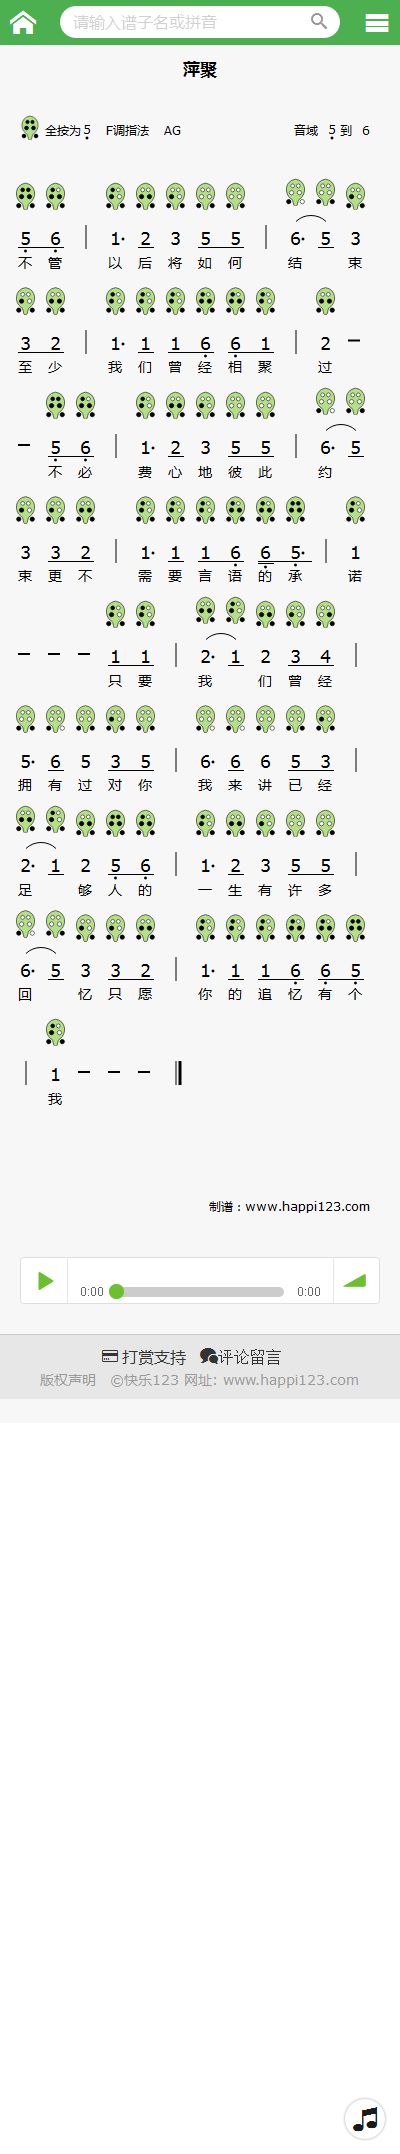 请输入谱子名或拼音
萍聚
全按为5 F调指法 AG 音域 5 到 6
5 6 | 1· 2 3 5 5 | 6· 5 3
不 管 以 后 将 如 何 结 束
3 2 | 1· 1 1 6 6 1 | 2 –
至 少 我 们 曾 经 相 聚 过
– 5 6 | 1· 2 3 5 5 | 6· 5
不 必 费 心 地 彼 此 约
3 3 2 | 1· 1 1 6 6 5· | 1
束 更 不 需 要 言 语 的 承 诺
– – – 1 1 | 2· 1 2 3 4 |
只 要 我 们 曾 经
5· 6 5 3 5 | 6· 6 6 5 3 |
拥 有 过 对 你 我 来 讲 已 经
2· 1 2 5 6 | 1· 2 3 5 5 |
足 够 人 的 一 生 有 许 多
6· 5 3 3 2 | 1· 1 1 6 6 5
回 忆 只 愿 你 的 追 忆 有 个
| 1 – – – |
我
制谱：www.happi123.com
0:00 0:00
打赏支持 评论留言
版权声明 ©快乐123 网址: www.happi123.com